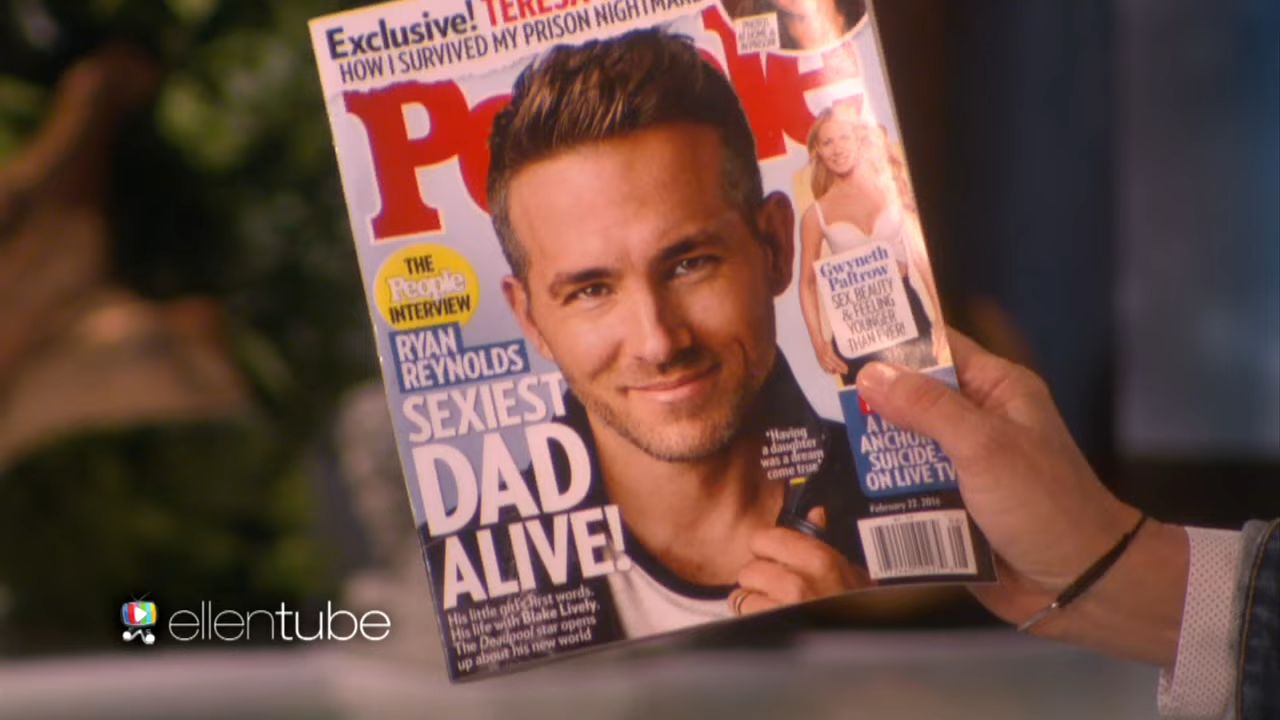 Exclusive! TERESA
HOW I SURVIVED MY PRISON NIGHTMARE
People
THE
People
INTERVIEW
RYAN
REYNOLDS
SEXIEST
DAD
ALIVE!
His little girl's first words.
His life with Blake Lively.
The Deadpool star opens
up about his new world
"Having
a daughter
was a dream
come true"
Gwyneth
Paltrow
SEX, BEAUTY
& FEELING
YOUNGER
THAN EVER!
ANCHOR
SUICIDE–
ON LIVE TV
February 22, 2016
ellentube